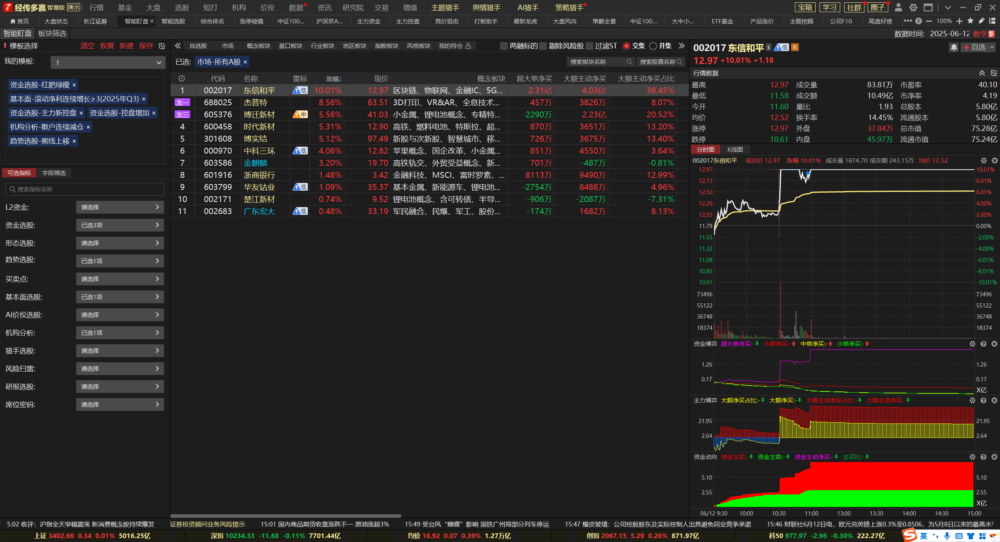 经传多赢 智尊版 演示 行情 基金 大盘 选股 短打 机构 价投 数据 资讯 研究院 交易 增值 主题猎手 舆情猎手 AI猎手 策略猎手 宝箱 学习 社群 圈子
首页 大盘状态 长江证券 智能盯盘 智能选股 综合排名 涨停棱镜 中证100... 沪深京A... 主力资金 主力控盘 竞价狙击 打板助手 最新龙虎 大盘风向 策略全景 中证100... 大中小... ETF基金 产品涨价 主题挖掘 公司F10 尾盘好债 100%
智能盯盘 板块筛选 数据时间: 2025-06-12 教学
模板选择 清空 恢复 新建 保存
我的模板: 1
资金选股-红肥绿瘦 ×
基本面-滚动净利连续增长≥3(2025年Q3) ×
资金选股-主力新控盘 × 资金选股-控盘增加 ×
机构分析-散户连续减仓 ×
趋势选股-熊线上移 ×
可选指标 字段筛选
搜索指标名称
L2资金: 请选择
资金选股: 已选3项
形态选股: 请选择
趋势选股: 已选1项
买卖点: 请选择
基本面选股: 已选1项
AI价投选股: 请选择
机构分析: 已选1项
猎手选股: 请选择
风险扫雷: 请选择
研报选股: 请选择
席位密码: 请选择
自选股 市场 概念板块 盘口板块 行业板块 地区板块 指数板块 风格板块 我的持仓 两融标的 剔除风险股 过滤ST 交集 并集
已选: 市场-所有A股 × 搜索板块名称 搜索股票名称
代码 名称 雷标 涨幅↓ 现价 概念板块 超大单净买 大额主动净买 大额主动净买占比
1 002017 东信和平 低 10.01% 12.97 区块链、物联网、金融IC、5G... 2.31亿 4.03亿 38.45%
龙一 688025 杰普特 8.56% 63.51 3D打印、VR&AR、全息技术... 457万 3826万 8.07%
龙三 605376 博迁新材 中 5.56% 41.03 小金属、锂电池概念、专精特... -2290万 2.23亿 20.52%
4 600458 时代新材 5.31% 12.90 高铁、燃料电池、特斯拉、超... 870万 3651万 13.20%
5 301608 博实结 5.12% 97.49 新股与次新股、智慧城市、移... 726万 3675万 13.40%
6 000970 中科三环 低 4.06% 12.82 苹果概念、国企改革、小金属... 851万 4550万 3.64%
7 603586 金麒麟 3.20% 19.70 高铁轨交、外贸受益概念、新... 701万 -487万 -0.81%
8 601916 浙商银行 1.48% 3.42 金融科技、MSCI、富时罗素、... 8113万 9490万 12.99%
9 603799 华友钴业 低 1.09% 35.37 基本金属、新能源车、锂电池... -2754万 6488万 4.96%
10 002171 楚江新材 0.74% 9.52 锂电池概念、含可转债、半导... -906万 -2087万 -7.31%
11 002683 广东宏大 低 0.48% 33.19 军民融合、民爆、军工、股份... -174万 1682万 8.13%
002017 东信和平 低 R +自选
12.97 +10.01% +1.18
行情数据
最高 12.97 成交量 83.81万 市盈率 40.10
最低 11.58 成交额 10.49亿 市净率 4.19
今开 11.60 量比 1.93 总股本 5.80亿
均价 12.52 换手率 14.45% 流通股本 5.80亿
涨停 12.97 外盘 37.84万 总市值 75.28亿
跌停 10.61 内盘 45.97万 流通市值 75.24亿
分时图 K线图
002017东信和平 成交价 12.97 涨幅 10.01% 成交量 1874.70 成交额 243.15万 均价 12.52
12.97 10.01%
12.73 8.01%
12.50 6.01%
12.26 4.00%
12.03 2.00%
11.79 0.00%
11.55 -2.00%
11.32 -4.00%
11.08 -6.01%
10.85 -8.01%
10.61 -10.01%
73496 73496
55122 55122
36748 36748
18374 18374
资金博弈 超大单净买:- 大单净买:- 中单净买:- 小单净买:-
1.26 1.26
0.17 0.17
X亿
主力博弈 大额净买占比:- 大额净买:- 大额主动净买占比:- 大额主动净买:-
21.95 21.95
2.64 2.64
资金动向 资金主买:- 资金主卖:- 资金主动净买:- 主买比:-
5.10 5.10
2.55 2.55
X亿
06/12 9:30 10:00 10:30 11:00 13:00 13:30 14:00 14:30 15:00
5:02 收评：沪指全天窄幅震荡 新消费概念股持续爆发 证券投资顾问业务风险提示 15:01 国内商品期货收盘涨跌不一 原油涨超3% 15:49 受台风“蝴蝶”影响 国铁广州局部分列车停运 15:47 耀皮玻璃：公司控股股东及实际控制人出具避免同业竞争承诺 15:46 财联社6月12日电，欧元兑英镑上涨0.3%至0.8506，为5月8日以来的最高水
上证 3402.66 0.34 0.01% 5016.25亿 深指 10234.33 -11.68 -0.11% 7701.44亿 均价 16.92 0.07 0.39% 1.27万亿 创指 2067.15 5.29 0.26% 871.97亿 科50 977.97 -2.96 -0.30% 222.27亿 英